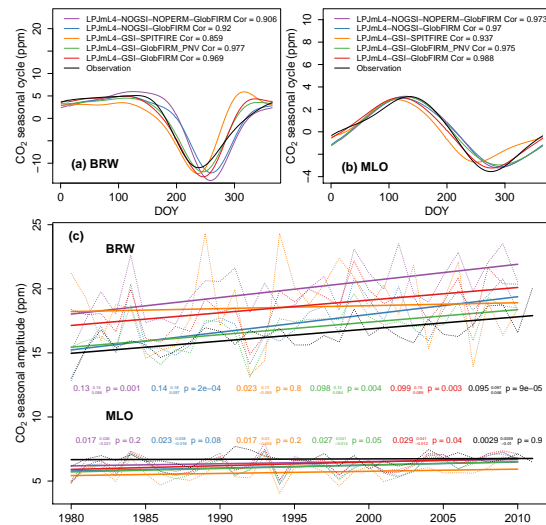 (a) BRW
LPJmL4−NOGSI−NOPERM−GlobFIRM Cor = 0.906
LPJmL4−NOGSI−GlobFIRM Cor = 0.92
LPJmL4−GSI−SPITFIRE Cor = 0.859
LPJmL4−GSI−GlobFIRM_PNV Cor = 0.977
LPJmL4−GSI−GlobFIRM Cor = 0.969
Observation
CO2 seasonal cycle (ppm)
20
10
5
0
−10
0 100 200 300
DOY
(b) MLO
LPJmL4−NOGSI−NOPERM−GlobFIRM Cor = 0.973
LPJmL4−NOGSI−GlobFIRM Cor = 0.97
LPJmL4−GSI−SPITFIRE Cor = 0.937
LPJmL4−GSI−GlobFIRM_PNV Cor = 0.975
LPJmL4−GSI−GlobFIRM Cor = 0.988
Observation
CO2 seasonal cycle (ppm)
8
6
4
2
0
−4
0 100 200 300
DOY
(c)
BRW
CO2 seasonal amplitude (ppm)
25
20
15
10
5
0.13 p = 0.001 0.14 p = 2e−04 0.023 p = 0.8 0.098 p = 0.004 0.099 p = 0.003 0.095 p = 9e−05
MLO
0.017 p = 0.2 0.023 p = 0.08 0.017 p = 0.2 0.027 p = 0.05 0.029 p = 0.04 0.0029 p = 0.9
1980 1985 1990 1995 2000 2005 2010